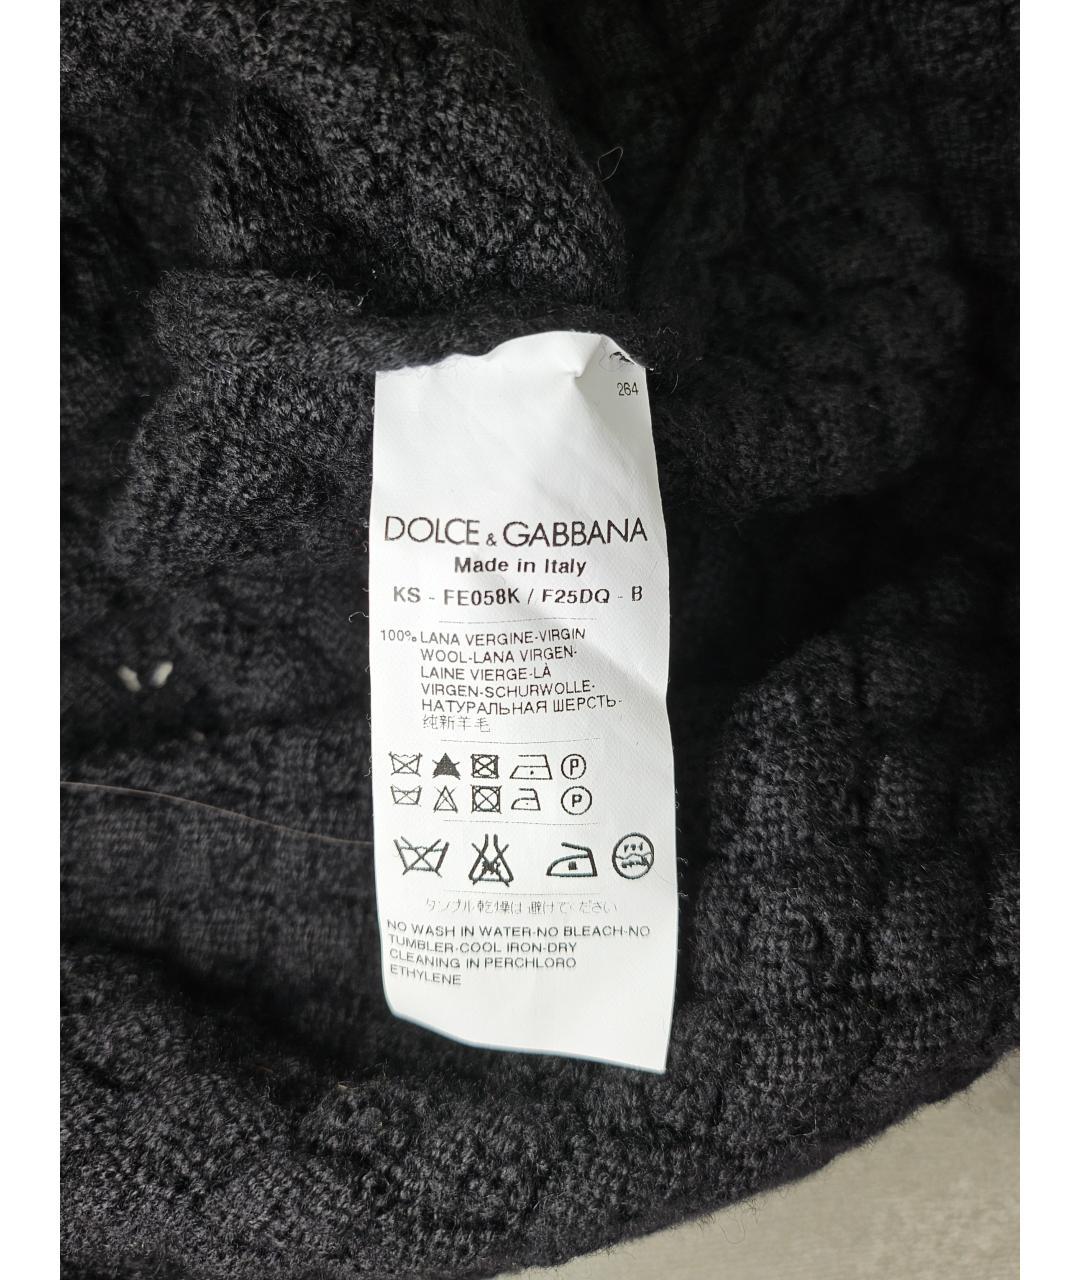 264
DOLCE & GABBANA
Made in Italy
KS - FE058K / F25DQ - B
100% LANA VERGINE-VIRGIN
WOOL-LANA VIRGEN-
LAINE VIERGE-LÀ
VIRGEN-SCHURWOLLE-
НАТУРАЛЬНАЯ ШЕРСТЬ-
纯新羊毛
P
P
タンブル乾燥は避けてください
NO WASH IN WATER-NO BLEACH-NO
TUMBLER-COOL IRON-DRY
CLEANING IN PERCHLORO
ETHYLENE